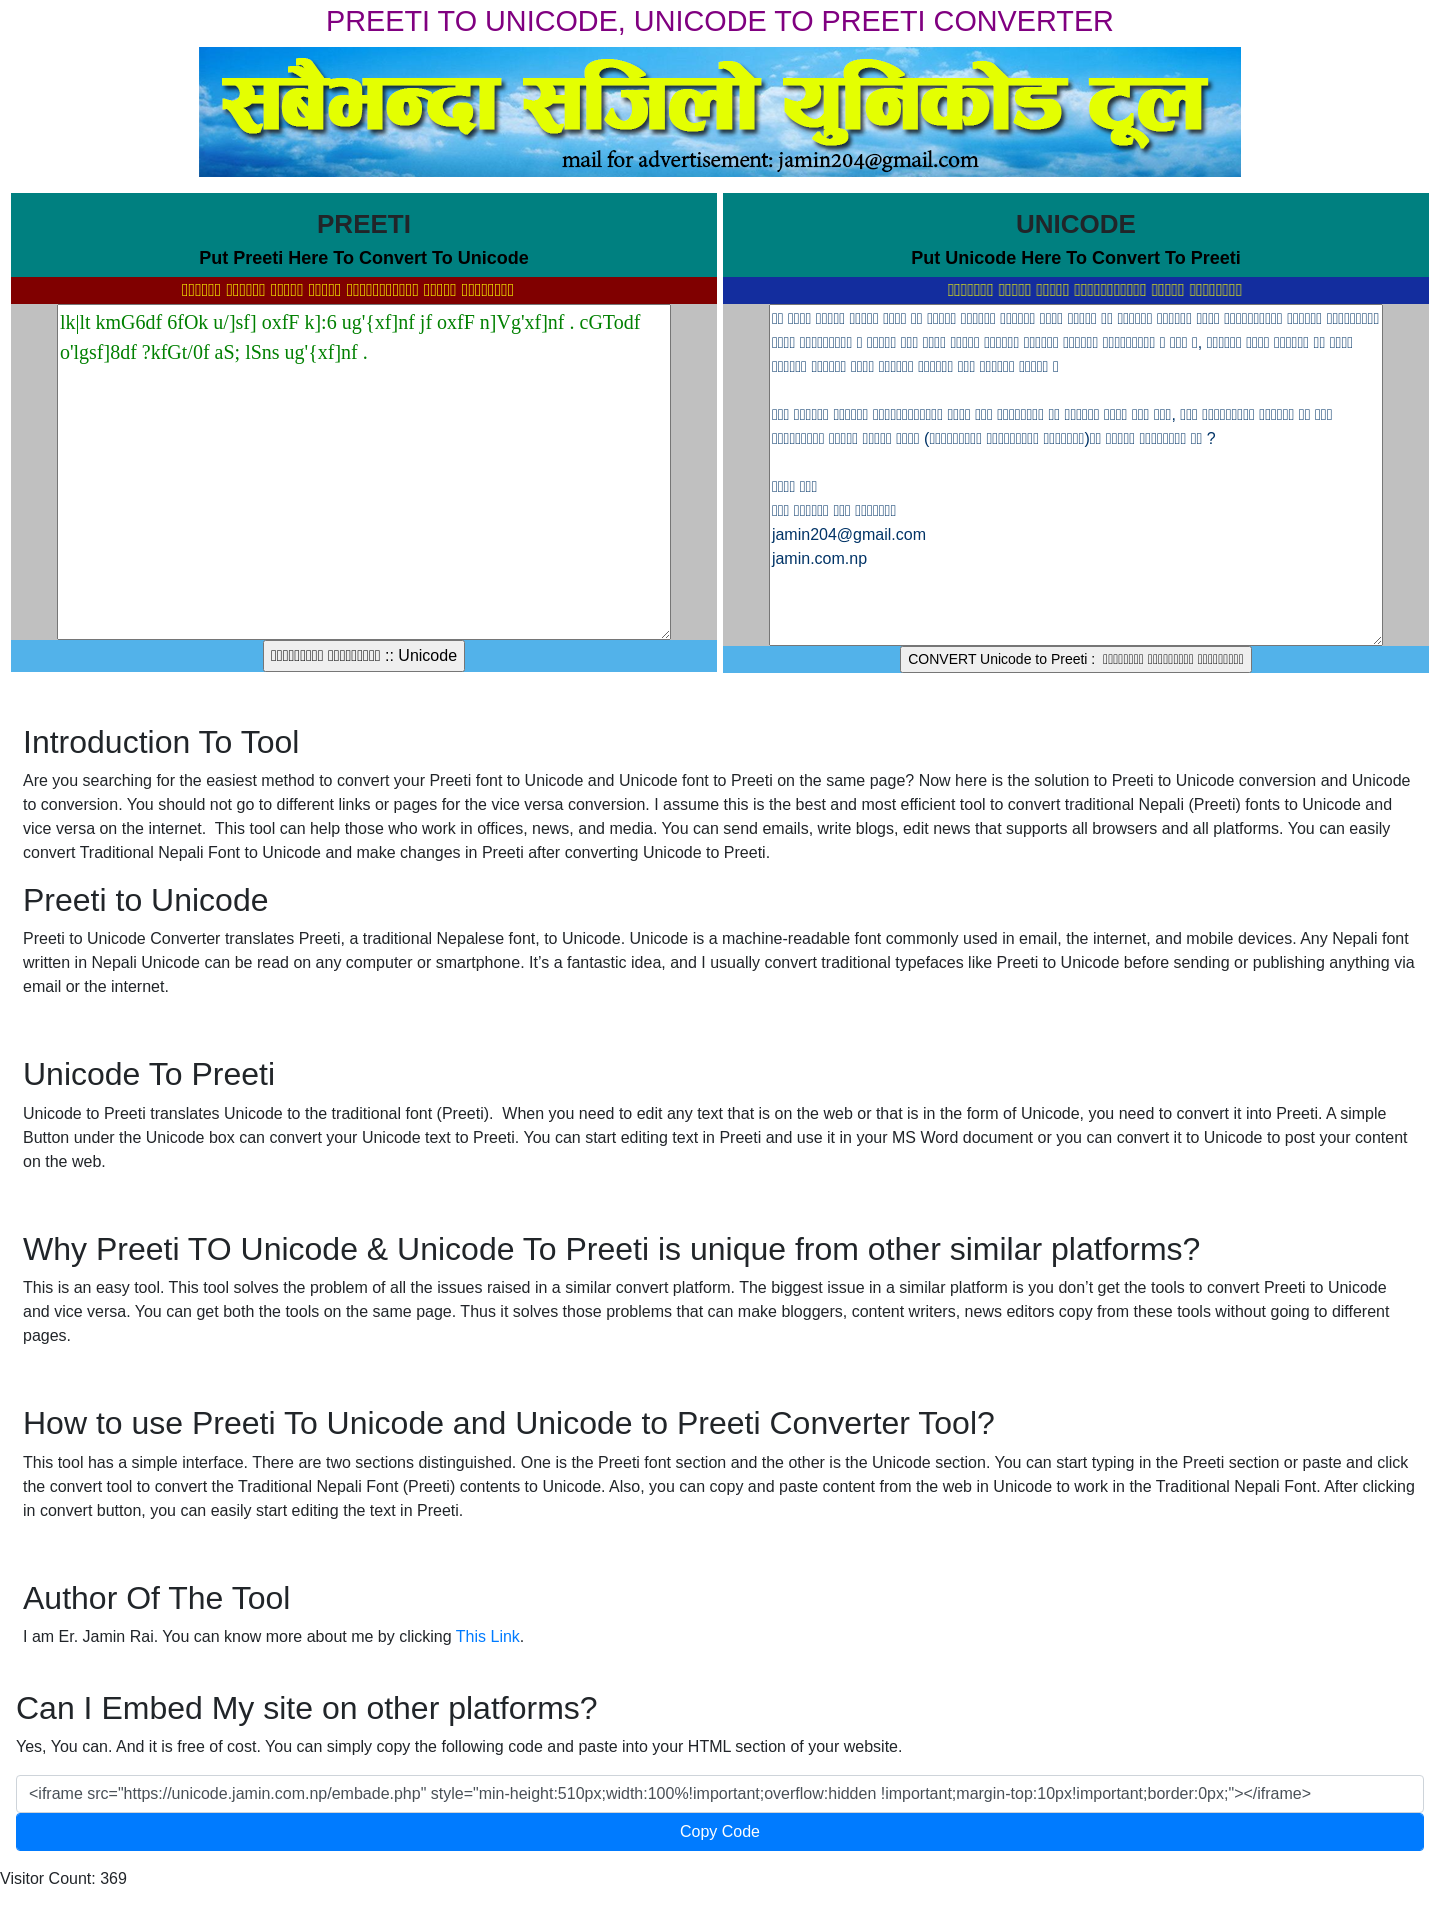 PREETI TO UNICODE, UNICODE TO PREETI CONVERTER
सबैभन्दा सजिलो युनिकोड टूल
mail for advertisement: jamin204@gmail.com
PREETI
Put Preeti Here To Convert To Unicode
lk|lt kmG6df 6fOk u/]sf] oxfF k]:6 ug'{xf]nf jf oxfF n]Vg'xf]nf . cGTodf
o'lgsf]8df ?kfGt/0f aS; lSns ug'{xf]nf .
:: Unicode
UNICODE
Put Unicode Here To Convert To Preeti
jamin204@gmail.com
jamin.com.np
CONVERT Unicode to Preeti :
Introduction To Tool
Are you searching for the easiest method to convert your Preeti font to Unicode and Unicode font to Preeti on the same page? Now here is the solution to Preeti to Unicode conversion and Unicode
to conversion. You should not go to different links or pages for the vice versa conversion. I assume this is the best and most efficient tool to convert traditional Nepali (Preeti) fonts to Unicode and
vice versa on the internet.  This tool can help those who work in offices, news, and media. You can send emails, write blogs, edit news that supports all browsers and all platforms. You can easily
convert Traditional Nepali Font to Unicode and make changes in Preeti after converting Unicode to Preeti.
Preeti to Unicode
Preeti to Unicode Converter translates Preeti, a traditional Nepalese font, to Unicode. Unicode is a machine-readable font commonly used in email, the internet, and mobile devices. Any Nepali font
written in Nepali Unicode can be read on any computer or smartphone. It’s a fantastic idea, and I usually convert traditional typefaces like Preeti to Unicode before sending or publishing anything via
email or the internet.
Unicode To Preeti
Unicode to Preeti translates Unicode to the traditional font (Preeti).  When you need to edit any text that is on the web or that is in the form of Unicode, you need to convert it into Preeti. A simple
Button under the Unicode box can convert your Unicode text to Preeti. You can start editing text in Preeti and use it in your MS Word document or you can convert it to Unicode to post your content
on the web.
Why Preeti TO Unicode & Unicode To Preeti is unique from other similar platforms?
This is an easy tool. This tool solves the problem of all the issues raised in a similar convert platform. The biggest issue in a similar platform is you don’t get the tools to convert Preeti to Unicode
and vice versa. You can get both the tools on the same page. Thus it solves those problems that can make bloggers, content writers, news editors copy from these tools without going to different
pages.
How to use Preeti To Unicode and Unicode to Preeti Converter Tool?
This tool has a simple interface. There are two sections distinguished. One is the Preeti font section and the other is the Unicode section. You can start typing in the Preeti section or paste and click
the convert tool to convert the Traditional Nepali Font (Preeti) contents to Unicode. Also, you can copy and paste content from the web in Unicode to work in the Traditional Nepali Font. After clicking
in convert button, you can easily start editing the text in Preeti.
Author Of The Tool
I am Er. Jamin Rai. You can know more about me by clicking This Link.
Can I Embed My site on other platforms?
Yes, You can. And it is free of cost. You can simply copy the following code and paste into your HTML section of your website.
<iframe src="https://unicode.jamin.com.np/embade.php" style="min-height:510px;width:100%!important;overflow:hidden !important;margin-top:10px!important;border:0px;"></iframe>
Copy Code
Visitor Count: 369